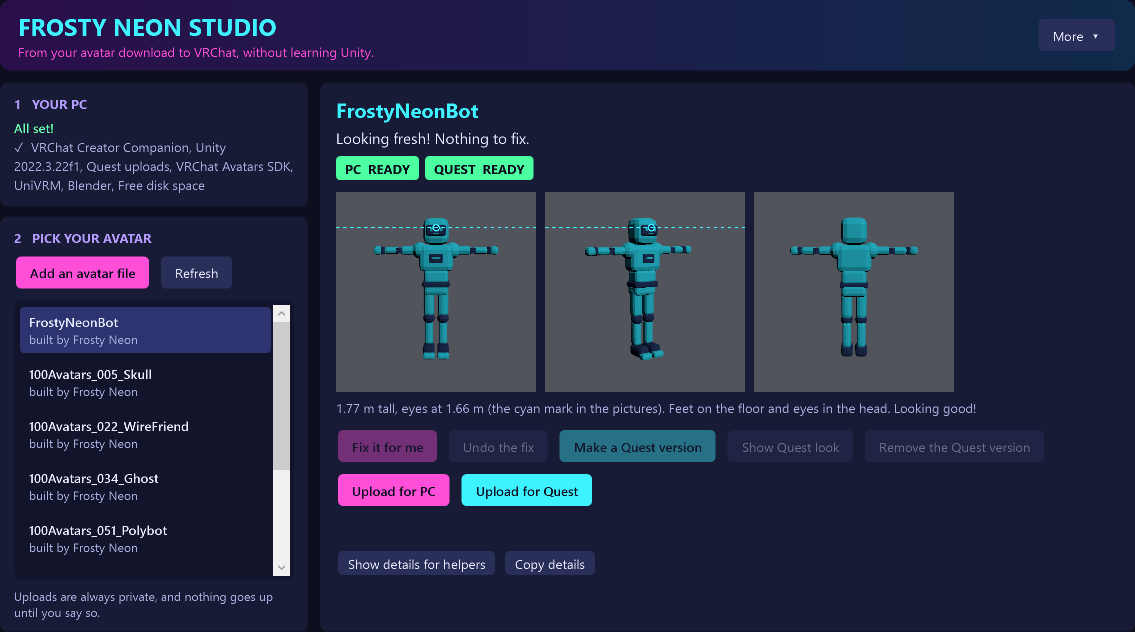 FROSTY NEON STUDIO
From your avatar download to VRChat, without learning Unity.
More
1 YOUR PC
All set!
✓ VRChat Creator Companion, Unity
2022.3.22f1, Quest uploads, VRChat Avatars SDK,
UniVRM, Blender, Free disk space
2 PICK YOUR AVATAR
Add an avatar file
Refresh
FrostyNeonBot
built by Frosty Neon
100Avatars_005_Skull
built by Frosty Neon
100Avatars_022_WireFriend
built by Frosty Neon
100Avatars_034_Ghost
built by Frosty Neon
100Avatars_051_Polybot
built by Frosty Neon
Uploads are always private, and nothing goes up
until you say so.
FrostyNeonBot
Looking fresh! Nothing to fix.
PC READY QUEST READY
1.77 m tall, eyes at 1.66 m (the cyan mark in the pictures). Feet on the floor and eyes in the head. Looking good!
Fix it for me Undo the fix Make a Quest version Show Quest look Remove the Quest version
Upload for PC Upload for Quest
Show details for helpers Copy details